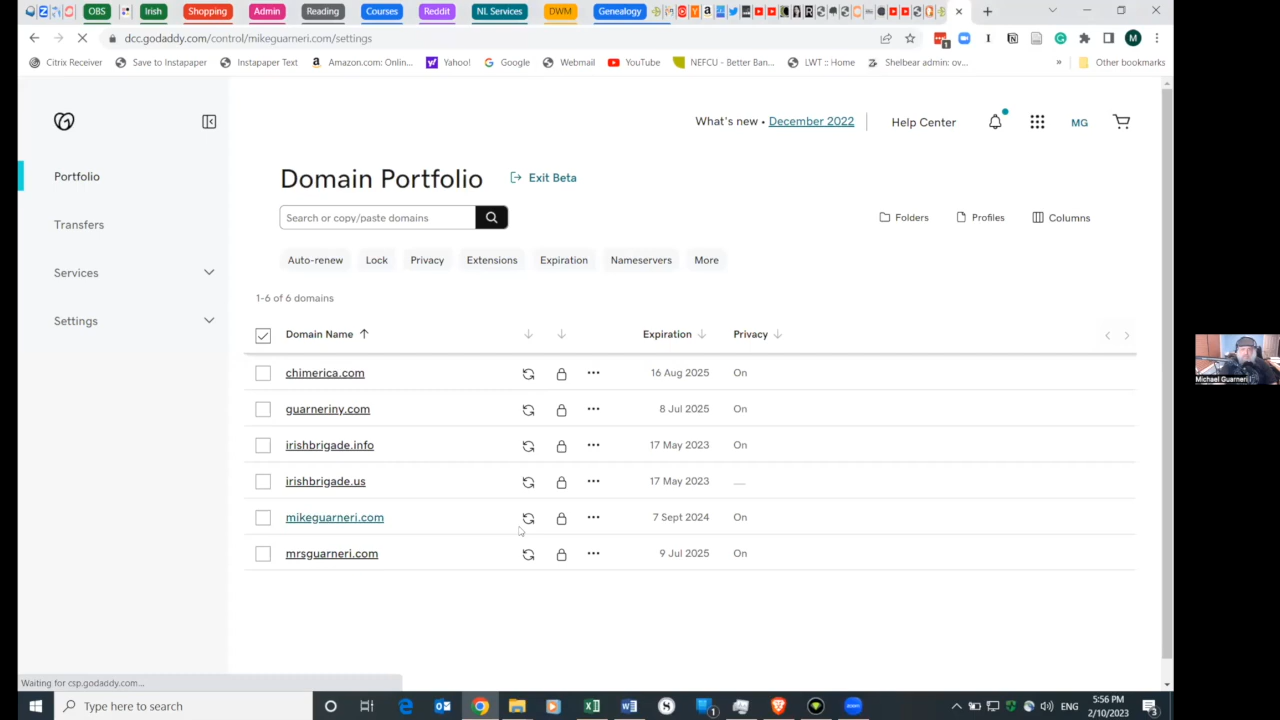 OBS Irish Shopping Admin Reading Courses Reddit NL Services DWM Genealogy
dcc.godaddy.com/control/mikeguarneri.com/settings
M
Citrix Receiver Save to Instapaper Instapaper Text Amazon.com: Onlin... Yahoo! Google Webmail YouTube NEFCU - Better Ban... LWT :: Home Shelbear admin: ov... » Other bookmarks
What's new • December 2022 Help Center MG
Portfolio
Transfers
Services
Settings
Domain Portfolio Exit Beta
Search or copy/paste domains
Folders Profiles Columns
Auto-renew Lock Privacy Extensions Expiration Nameservers More
1-6 of 6 domains
Domain Name Expiration Privacy
chimerica.com 16 Aug 2025 On
guarneriny.com 8 Jul 2025 On
irishbrigade.info 17 May 2023 On
irishbrigade.us 17 May 2023 __
mikeguarneri.com 7 Sept 2024 On
mrsguarneri.com 9 Jul 2025 On
Michael Guarneri
Waiting for csp.godaddy.com...
Type here to search
ENG
5:56 PM
2/10/2023